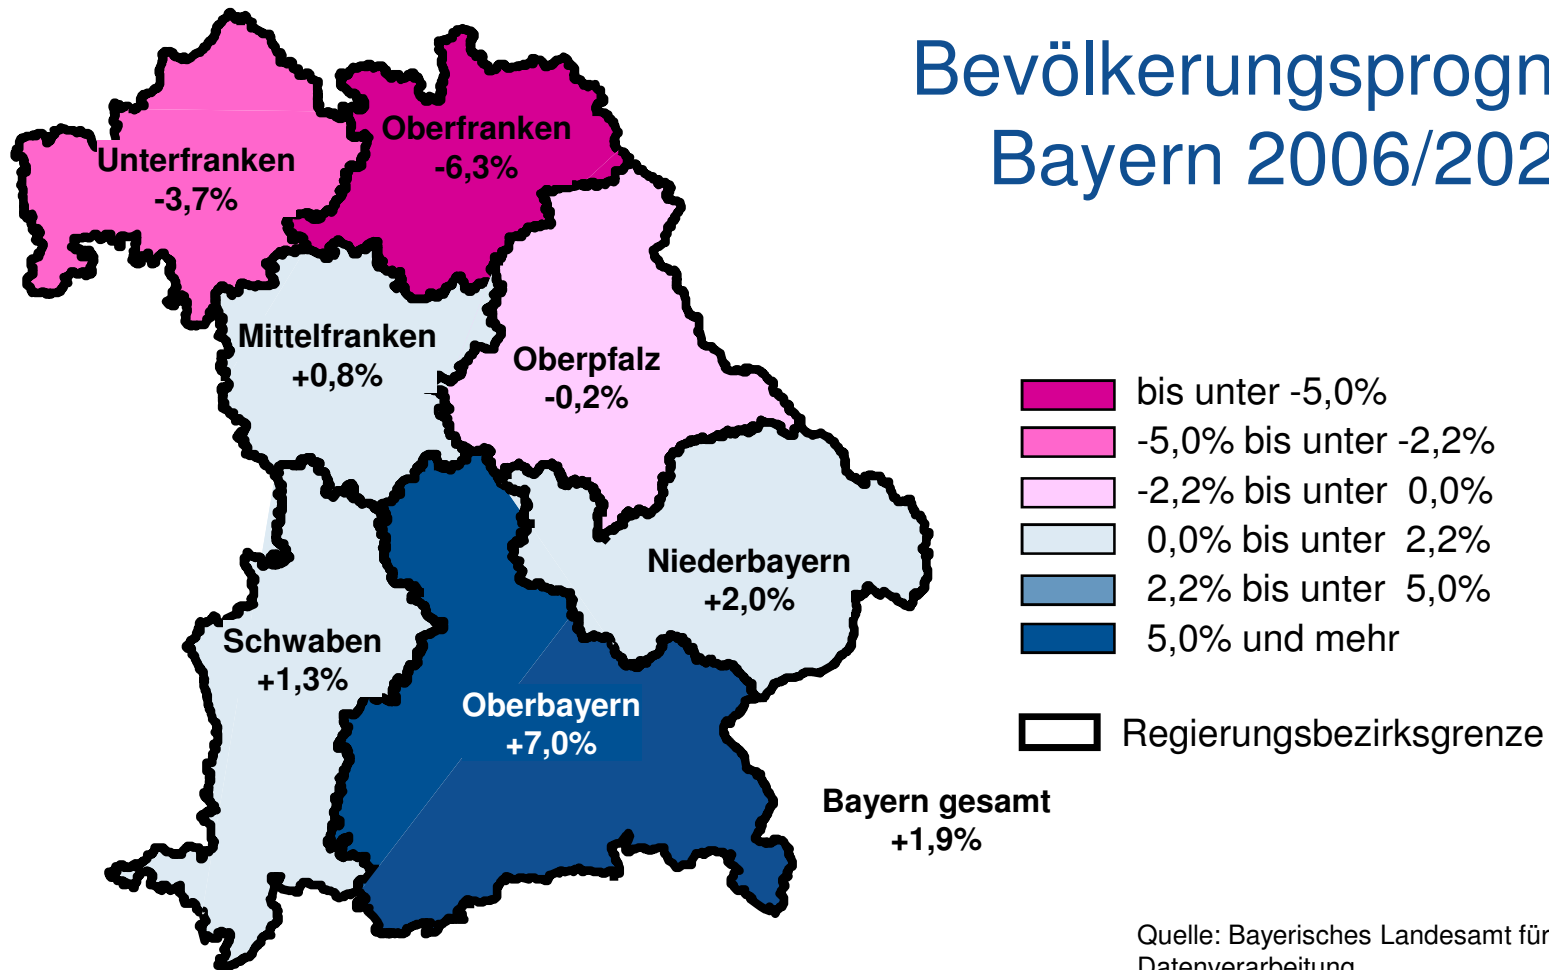 Bevölkerungsprogn
Bayern 2006/202
Oberfranken
-6,3%
Unterfranken
-3,7%
Mittelfranken
+0,8%
Oberpfalz
-0,2%
Niederbayern
+2,0%
Schwaben
+1,3%
Oberbayern
+7,0%
Bayern gesamt
+1,9%
bis unter -5,0%
-5,0% bis unter -2,2%
-2,2% bis unter 0,0%
0,0% bis unter 2,2%
2,2% bis unter 5,0%
5,0% und mehr
Regierungsbezirksgrenze
Quelle: Bayerisches Landesamt für
Datenverarbeitung